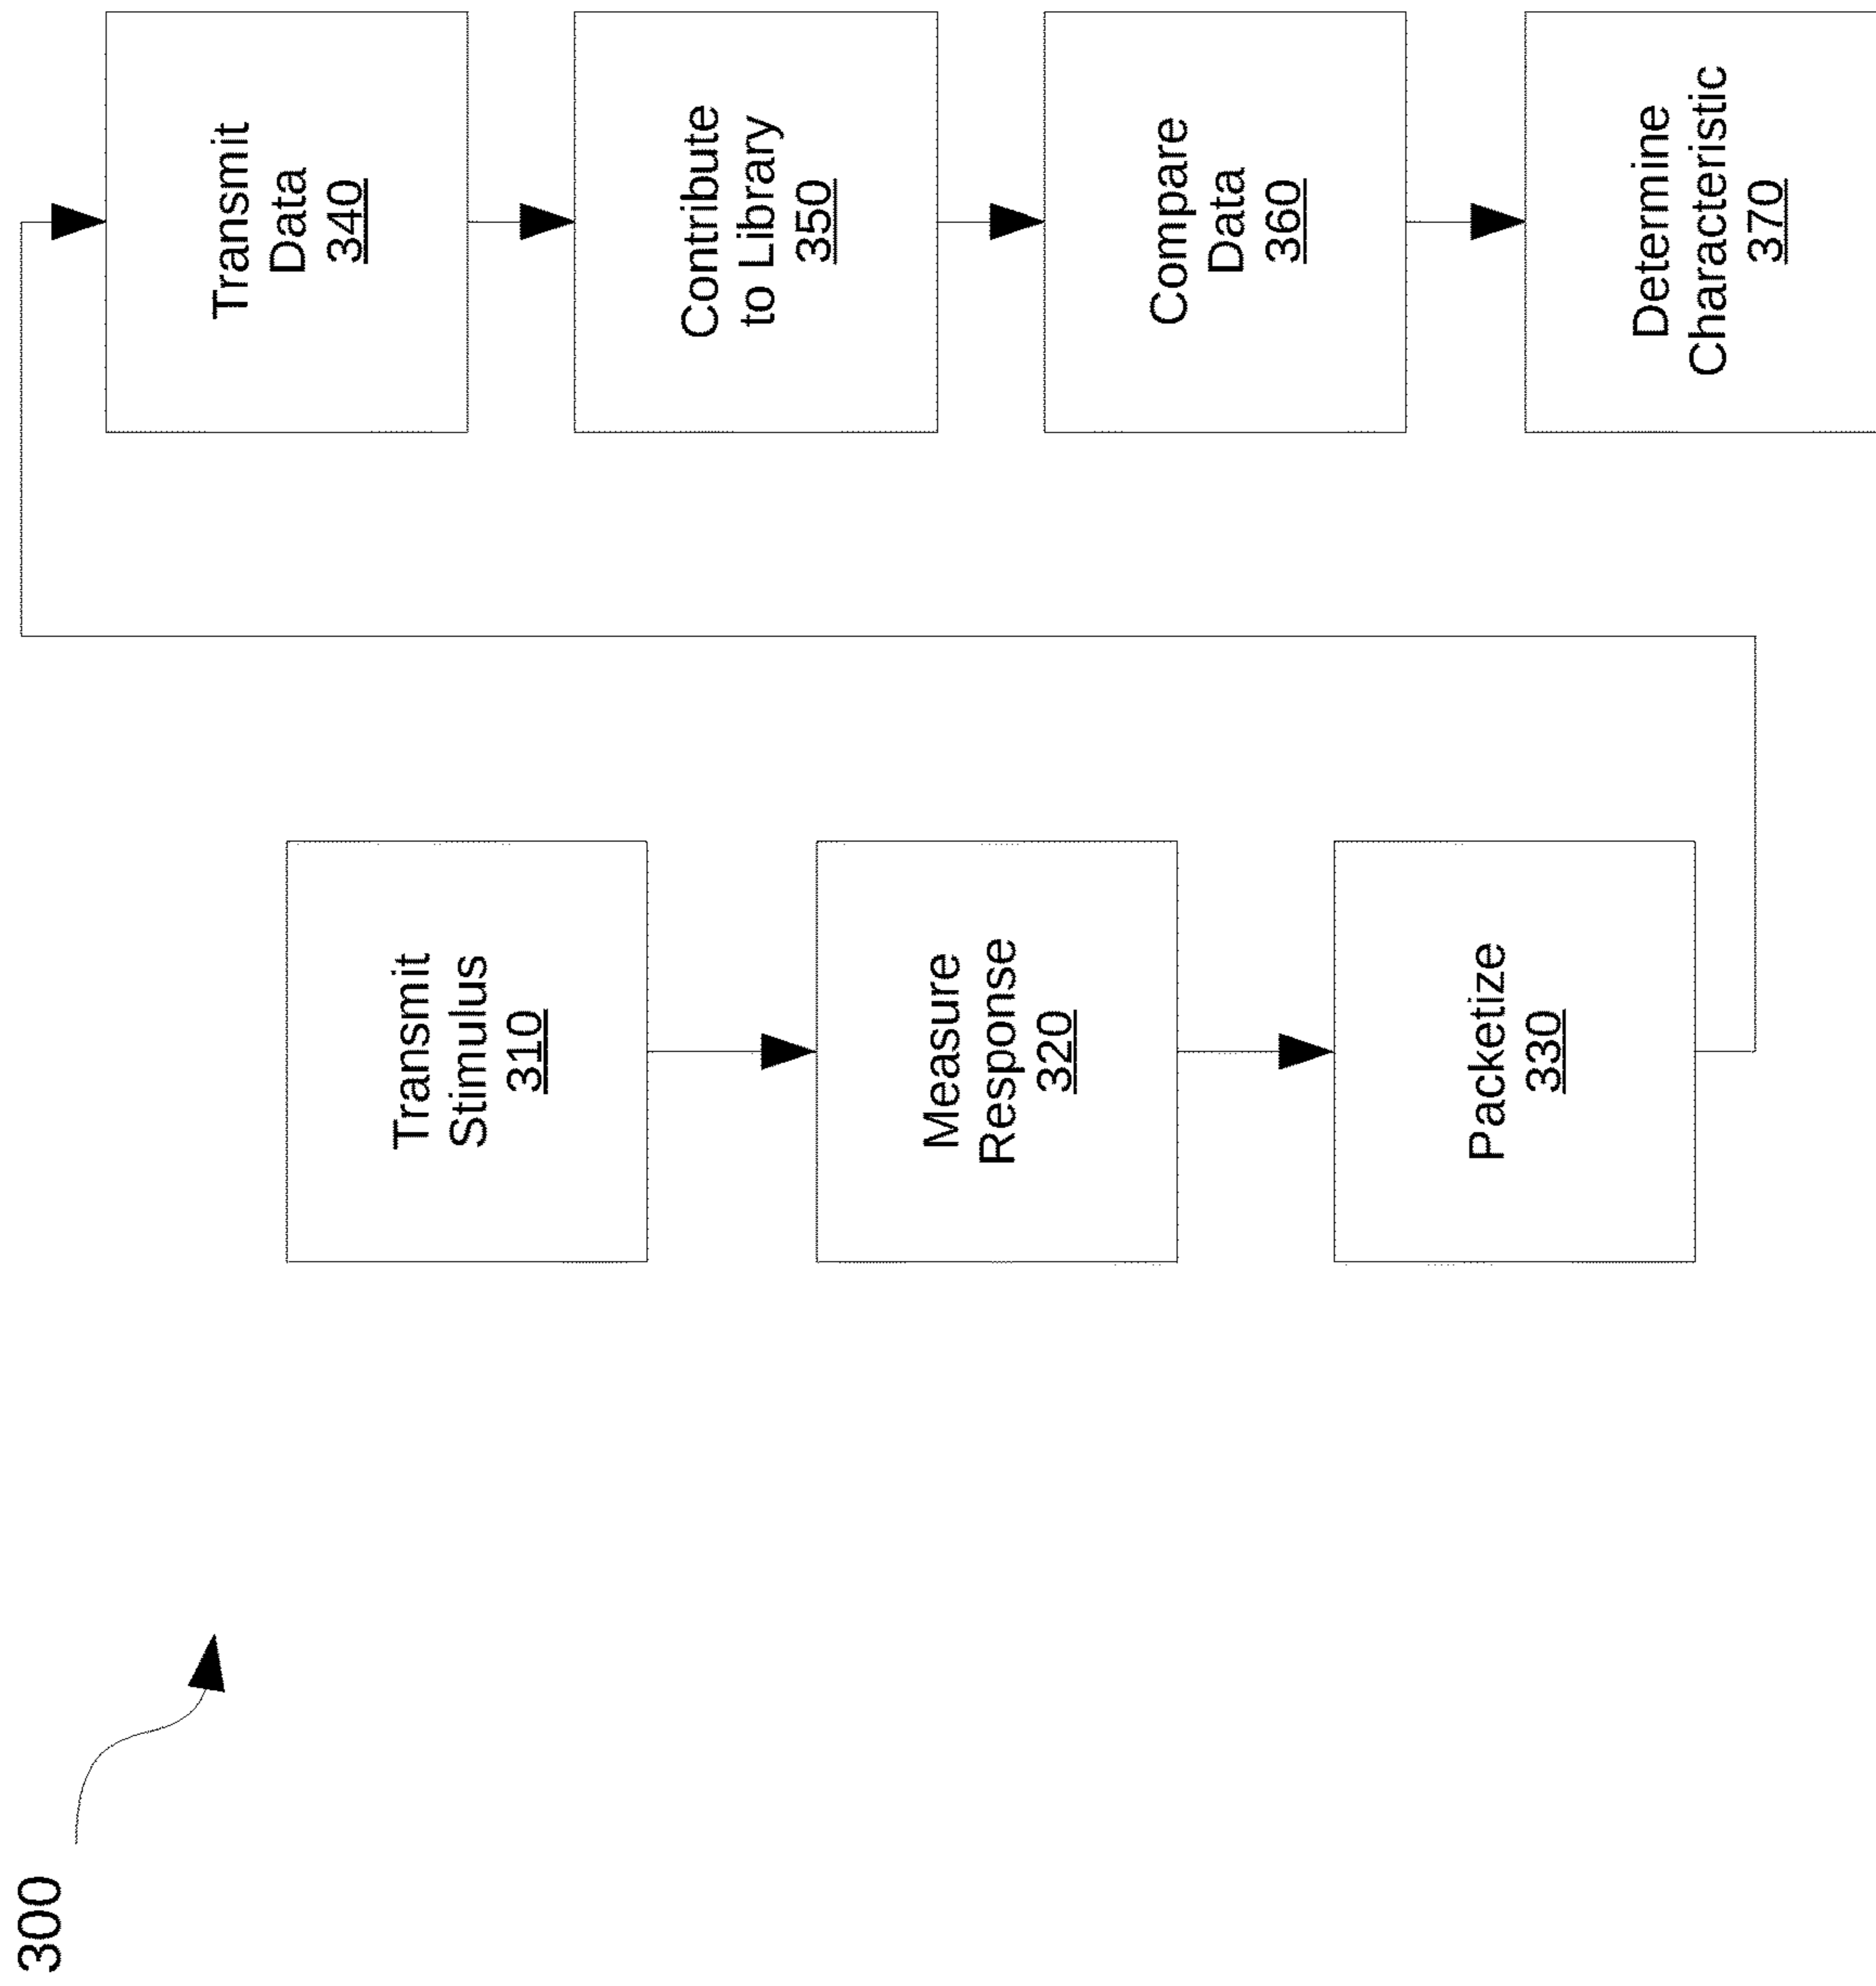 300
Transmit
Stimulus
310
Measure
Response
320
Packetize
330
Transmit
Data
340
Contribute
to Library
350
Compare
Data
360
Determine
Characteristic
370